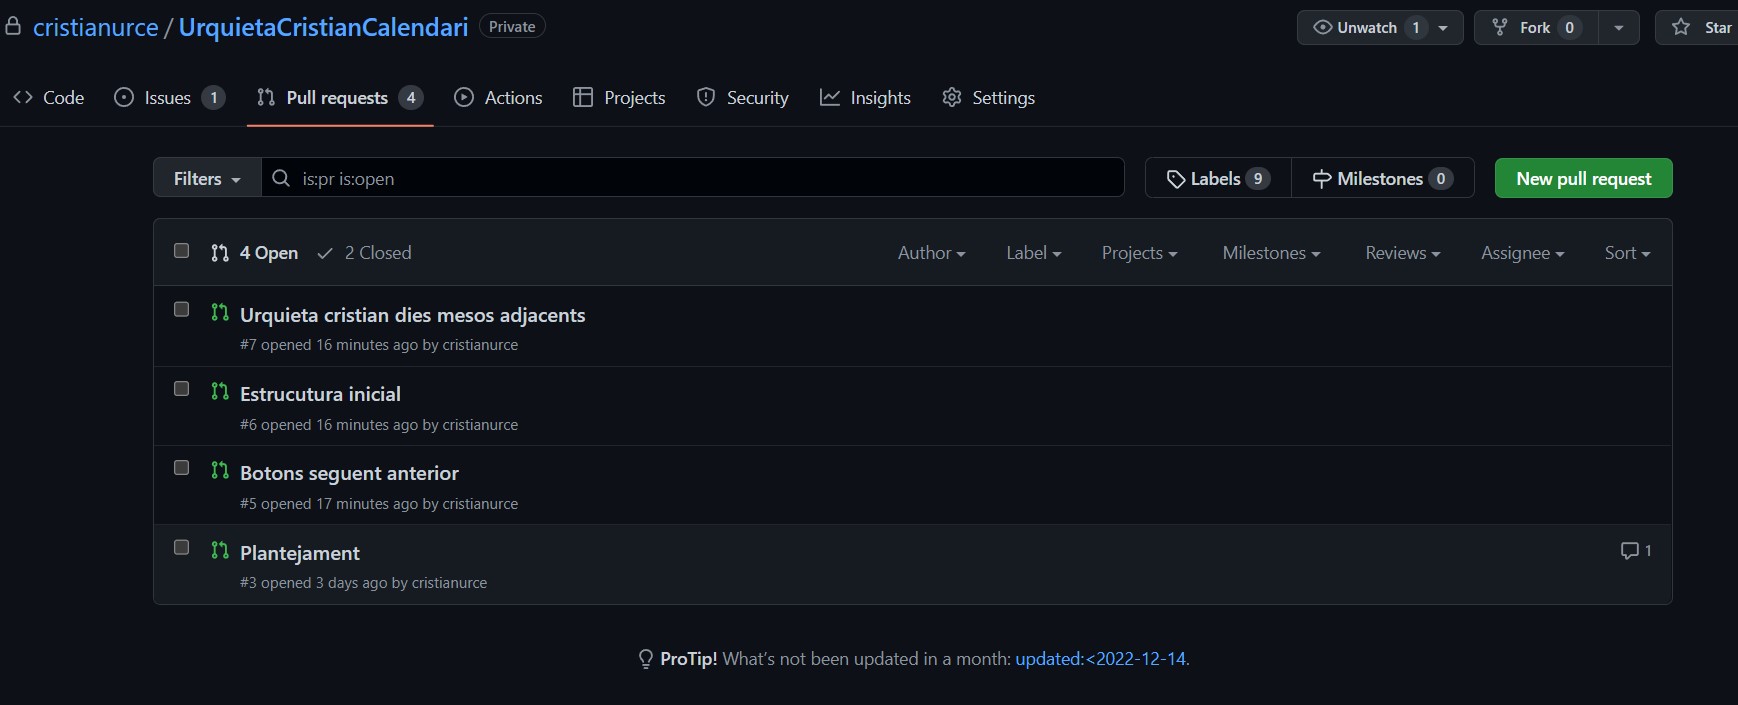 cristianurce / UrquietaCristianCalendari Private Unwatch 1 Fork 0 Star
Code Issues 1 Pull requests 4 Actions Projects Security Insights Settings
Filters is:pr is:open Labels 9 Milestones 0 New pull request
4 Open 2 Closed Author Label Projects Milestones Reviews Assignee Sort
Urquieta cristian dies mesos adjacents
#7 opened 16 minutes ago by cristianurce
Estrucutura inicial
#6 opened 16 minutes ago by cristianurce
Botons seguent anterior
#5 opened 17 minutes ago by cristianurce
Plantejament 1
#3 opened 3 days ago by cristianurce
ProTip! What's not been updated in a month: updated:<2022-12-14.